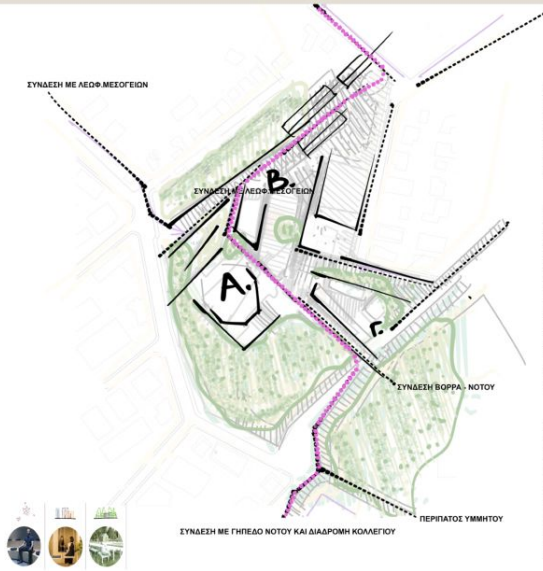 ΣΥΝΔΕΣΗ ΜΕ ΛΕΩΦ.ΜΕΣΟΓΕΙΩΝ
ΣΥΝΔΕΣΗ ΜΕ ΛΕΩΦ.ΜΕΣΟΓΕΙΩΝ
Β.
Α.
Γ.
ΣΥΝΔΕΣΗ ΒΟΡΡΑ - ΝΟΤΟΥ
ΠΕΡΙΠΑΤΟΣ ΥΜΜΗΤΟΥ
ΣΥΝΔΕΣΗ ΜΕ ΓΗΠΕΔΟ ΝΟΤΟΥ ΚΑΙ ΔΙΑΔΡΟΜΗ ΚΟΛΛΕΓΙΟΥ